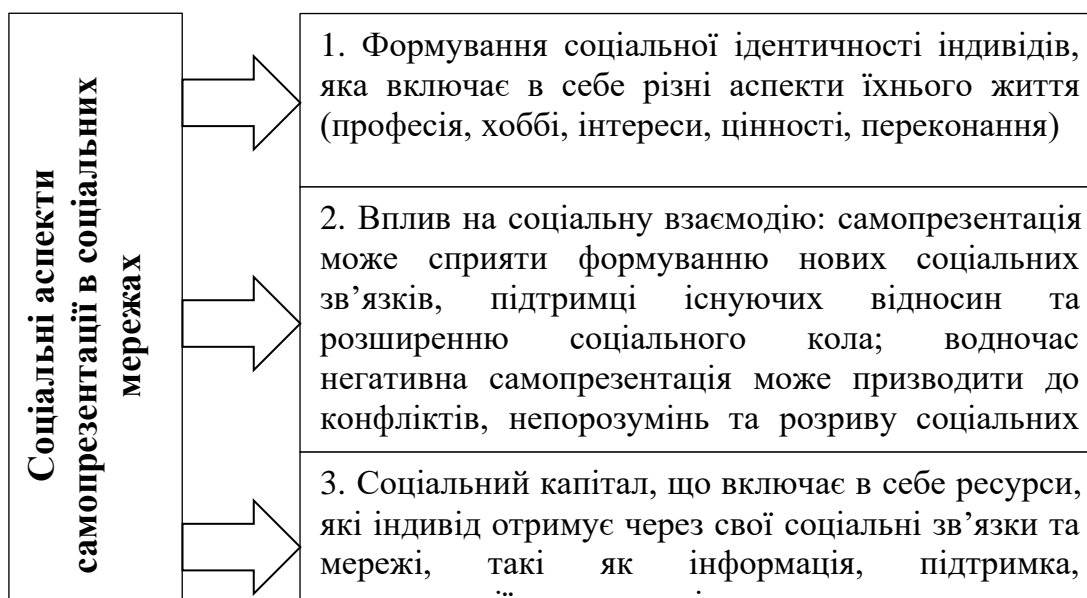 Соціальні аспекти
самопрезентації в соціальних
мережах
1. Формування соціальної ідентичності індивідів,
яка включає в себе різні аспекти їхнього життя
(професія, хоббі, інтереси, цінності, переконання)
2. Вплив на соціальну взаємодію: самопрезентація
може сприяти формуванню нових соціальних
зв’язків, підтримці існуючих відносин та
розширенню соціального кола; водночас
негативна самопрезентація може призводити до
конфліктів, непорозумінь та розриву соціальних
3. Соціальний капітал, що включає в себе ресурси,
які індивід отримує через свої соціальні зв’язки та
мережі, такі як інформація, підтримка,